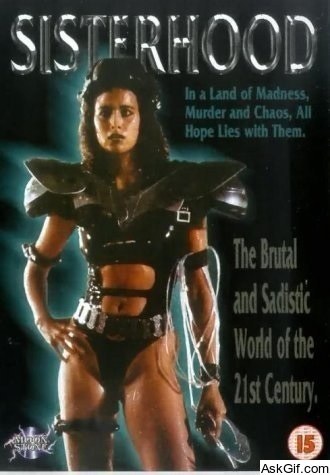 SISTERHOOD
In a Land of Madness,
Murder and Chaos, All
Hope Lies with Them.
The Brutal
and Sadistic
World of the
21st Century.
15
AskGif.com